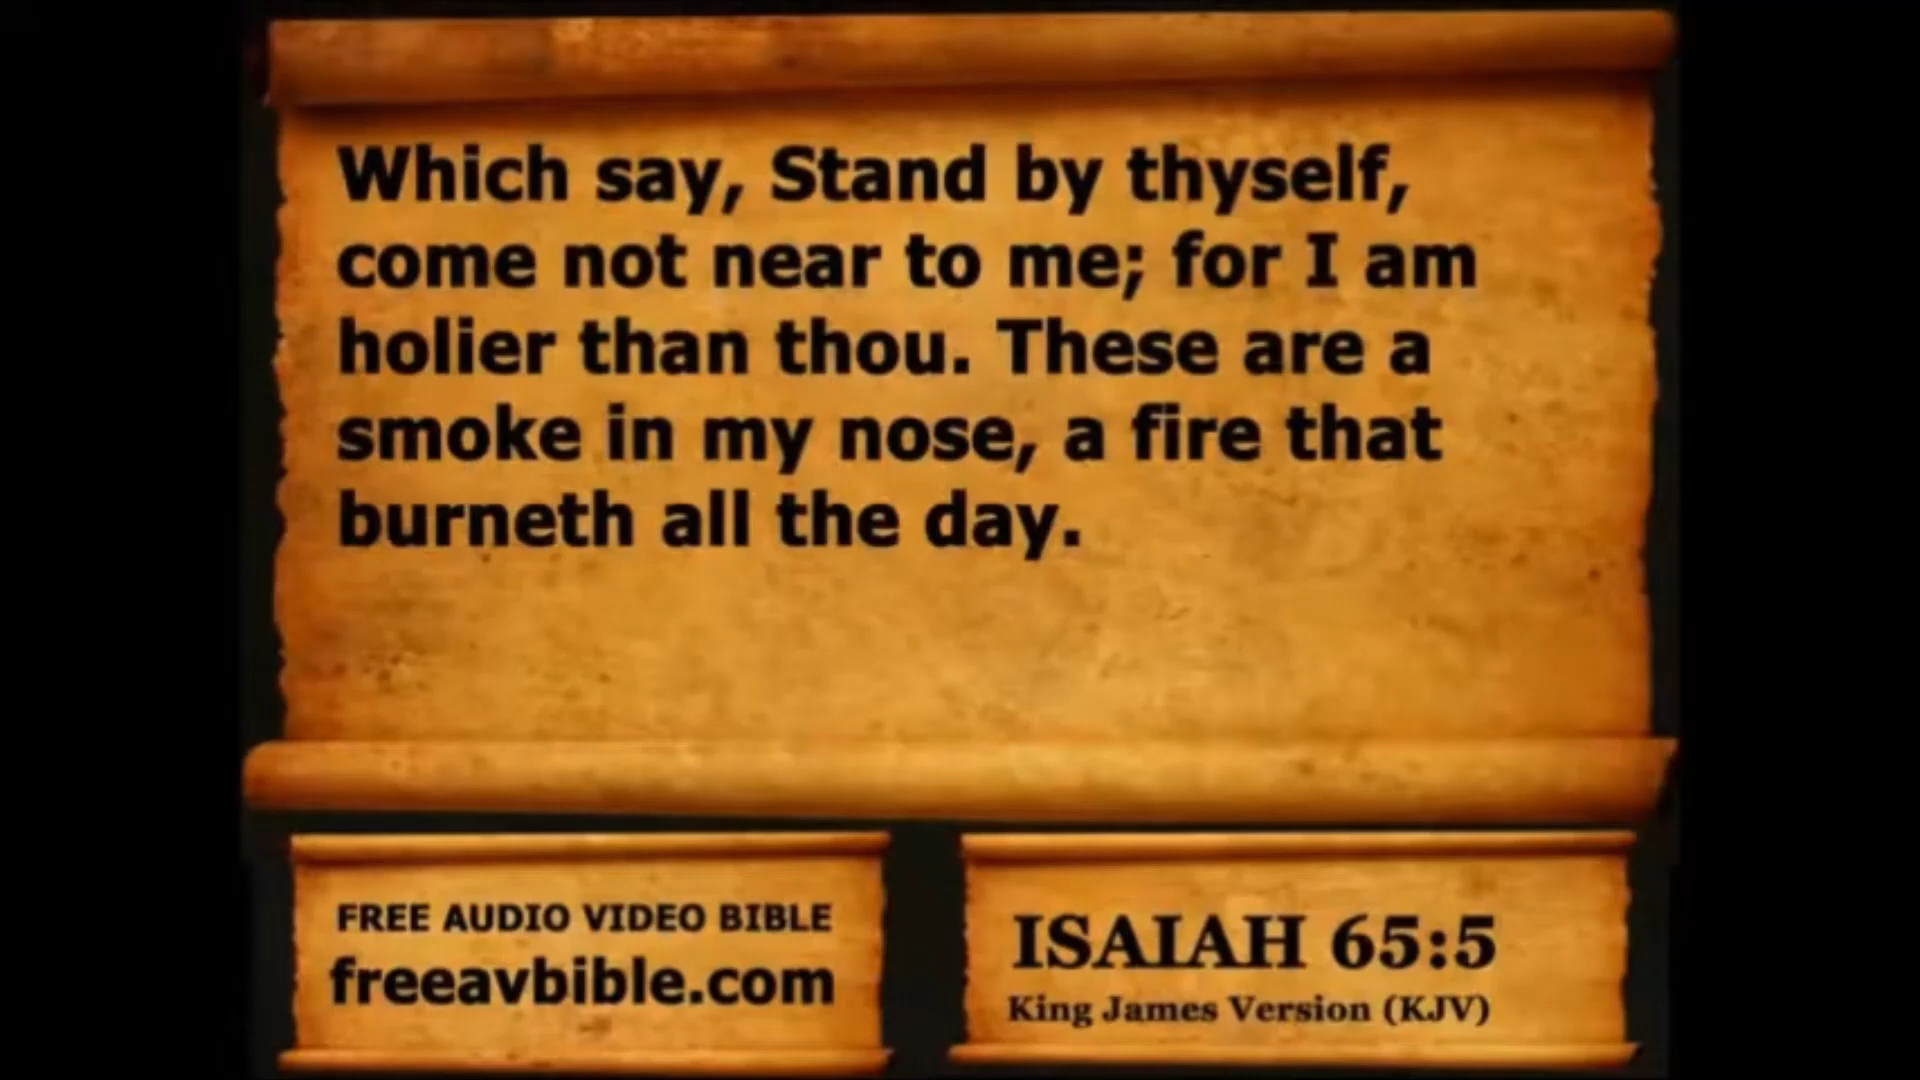 Which say, Stand by thyself,
come not near to me; for I am
holier than thou. These are a
smoke in my nose, a fire that
burneth all the day.
FREE AUDIO VIDEO BIBLE
freeavbible.com
ISAIAH 65:5
King James Version (KJV)